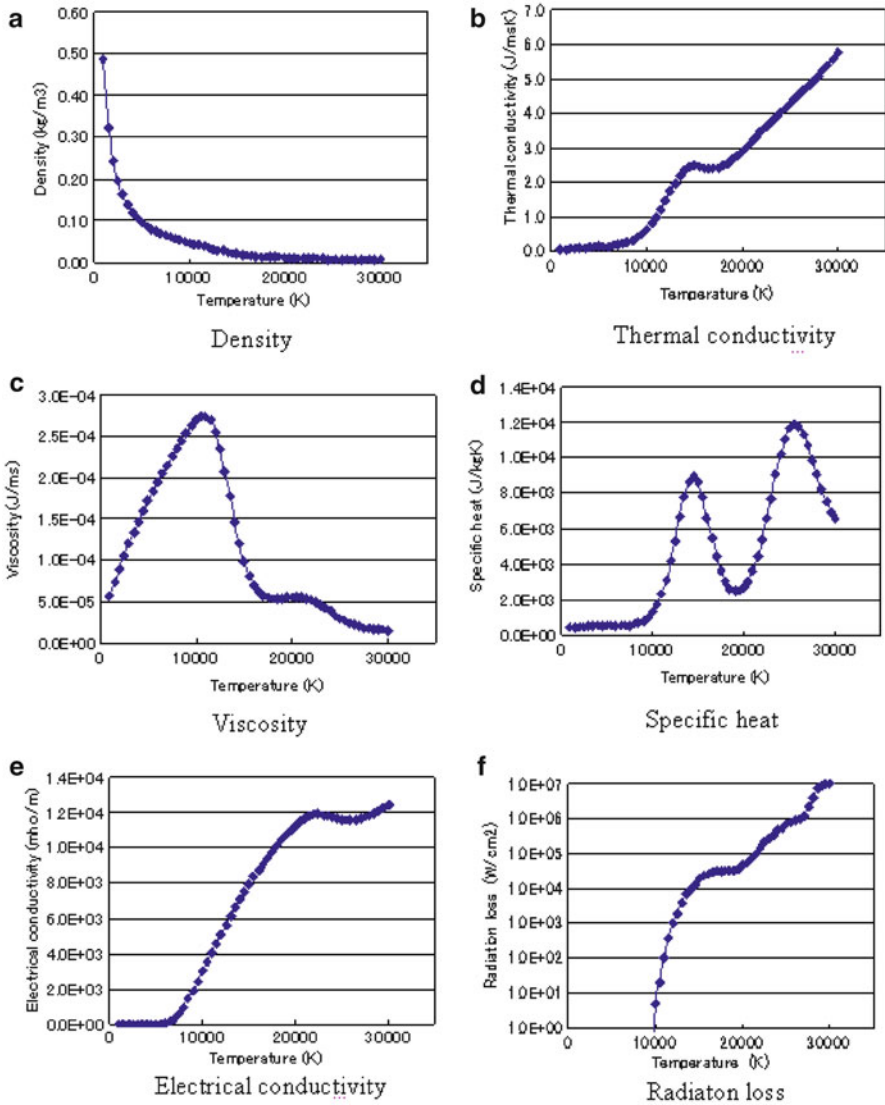 a
0.60
0.50
0.40
0.30
0.20
0.10
0.00
Density (kg/m3)
0 10000 20000 30000
Temperature (K)
Density
b
7.0
6.0
5.0
4.0
3.0
2.0
1.0
0.0
Thermal conductivity (J/msK)
0 10000 20000 30000
Temperature (K)
Thermal conductivity
c
3.0E-04
2.5E-04
2.0E-04
1.5E-04
1.0E-04
5.0E-05
0.0E+00
Viscosity (J/ms)
0 10000 20000 30000
Temperature (K)
Viscosity
d
1.4E+04
1.2E+04
1.0E+04
8.0E+03
6.0E+03
4.0E+03
2.0E+03
0.0E+00
Specific heat (J/kgK)
0 10000 20000 30000
Temperature (K)
Specific heat
e
1.4E+04
1.2E+04
1.0E+04
8.0E+03
6.0E+03
4.0E+03
2.0E+03
0.0E+00
Electrical conductivity (mho/m)
0 10000 20000 30000
Temperature (K)
Electrical conductivity
f
1.0E+07
1.0E+06
1.0E+05
1.0E+04
1.0E+03
1.0E+02
1.0E+01
1.0E+00
Radiation loss (W/cm2)
0 10000 20000 30000
Temperature (K)
Radiaton loss